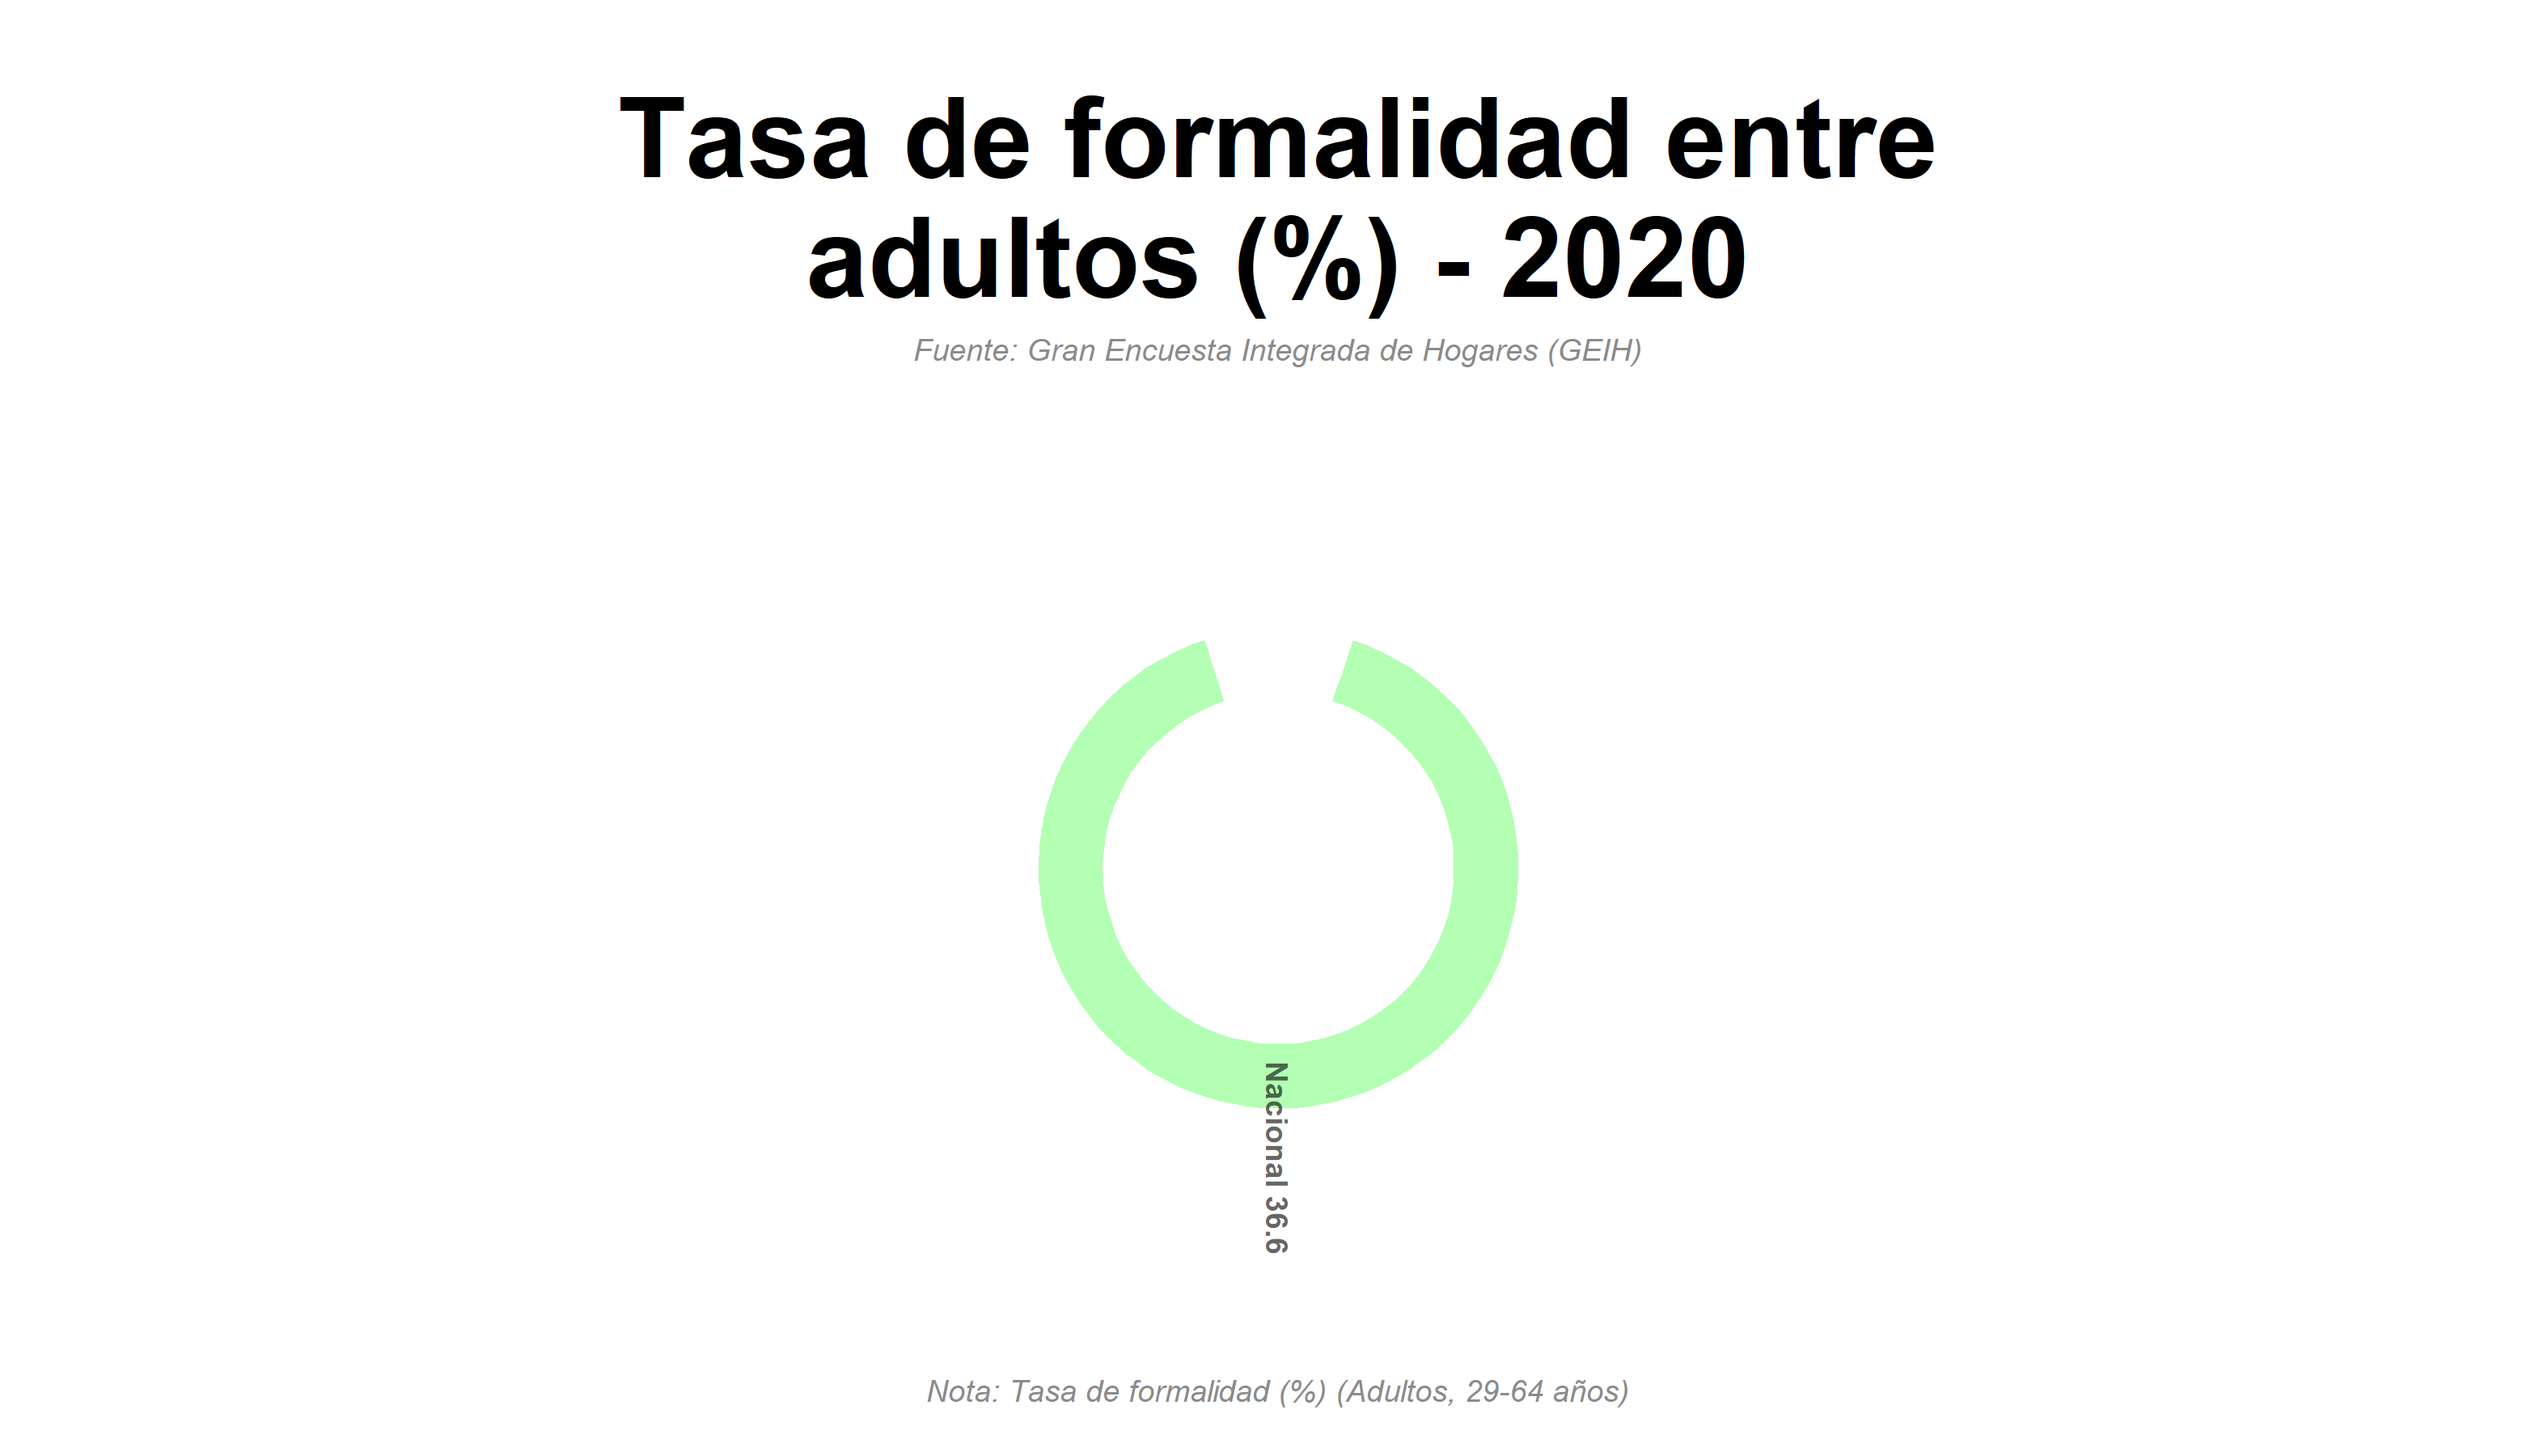 Tasa de formalidad entre
adultos (%) - 2020
Fuente: Gran Encuesta Integrada de Hogares (GEIH)
Nacional 36.6
Nota: Tasa de formalidad (%) (Adultos, 29-64 años)